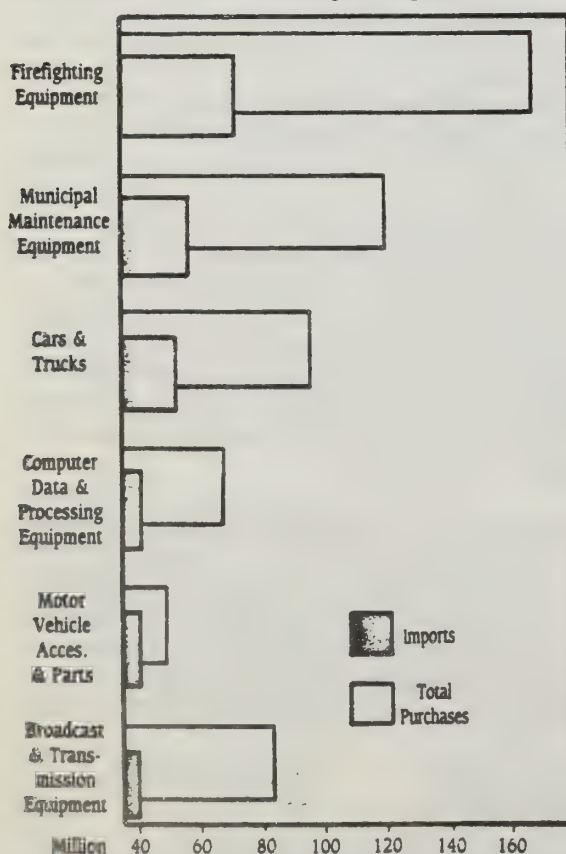 Firefighting
Equipment
Municipal
Maintenance
Equipment
Cars &
Trucks
Computer
Data &
Processing
Equipment
Motor
Vehicle
Acces.
& Parts
Imports
Total
Purchases
Broadcast
& Trans-
mission
Equipment
Million 40 60 80 100 120 140 160